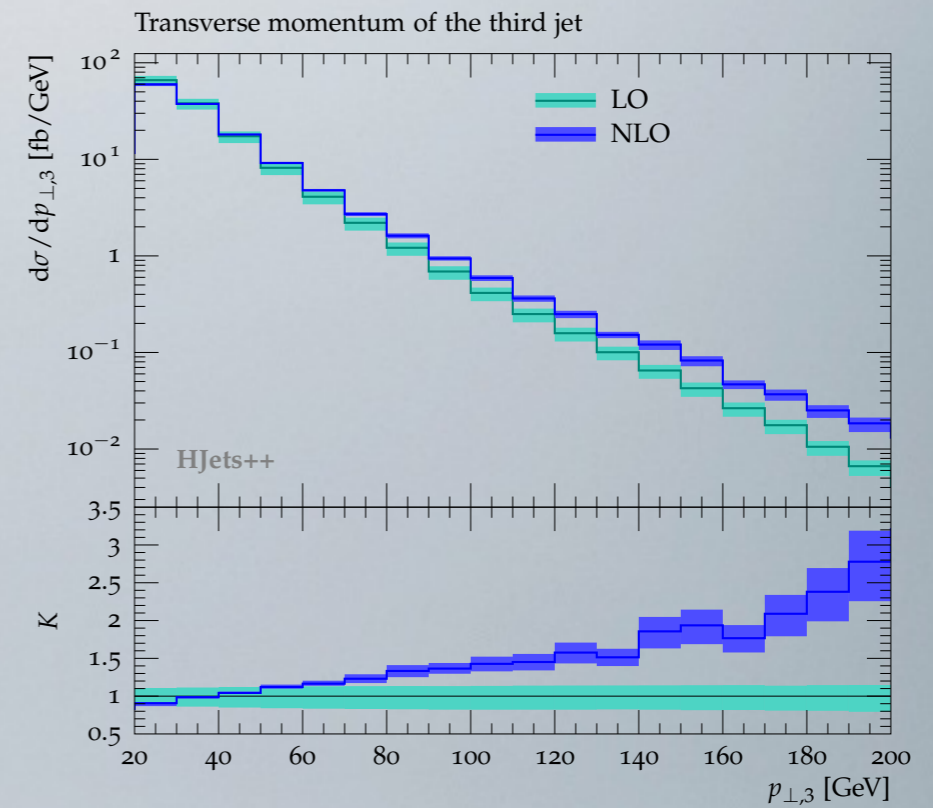 Transverse momentum of the third jet
dσ/dp⊥,3 [fb/GeV]
10²
10¹
1
10⁻¹
10⁻²
LO
NLO
HJets++
K
3.5
3
2.5
2
1.5
1
0.5
20 40 60 80 100 120 140 160 180 200
p⊥,3 [GeV]